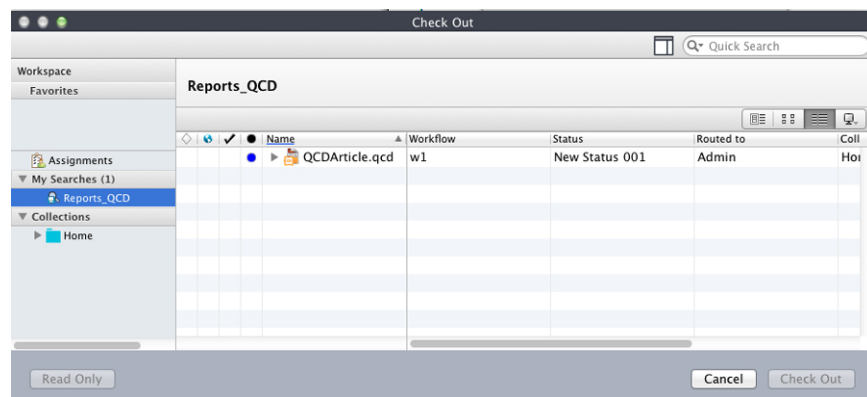 Check Out
Quick Search
Workspace
Favorites
Reports_QCD
Name Workflow Status Routed to Coll
Assignments
QCDArticle.qcd w1 New Status 001 Admin Hor
My Searches (1)
Reports_QCD
Collections
Home
Read Only Cancel Check Out